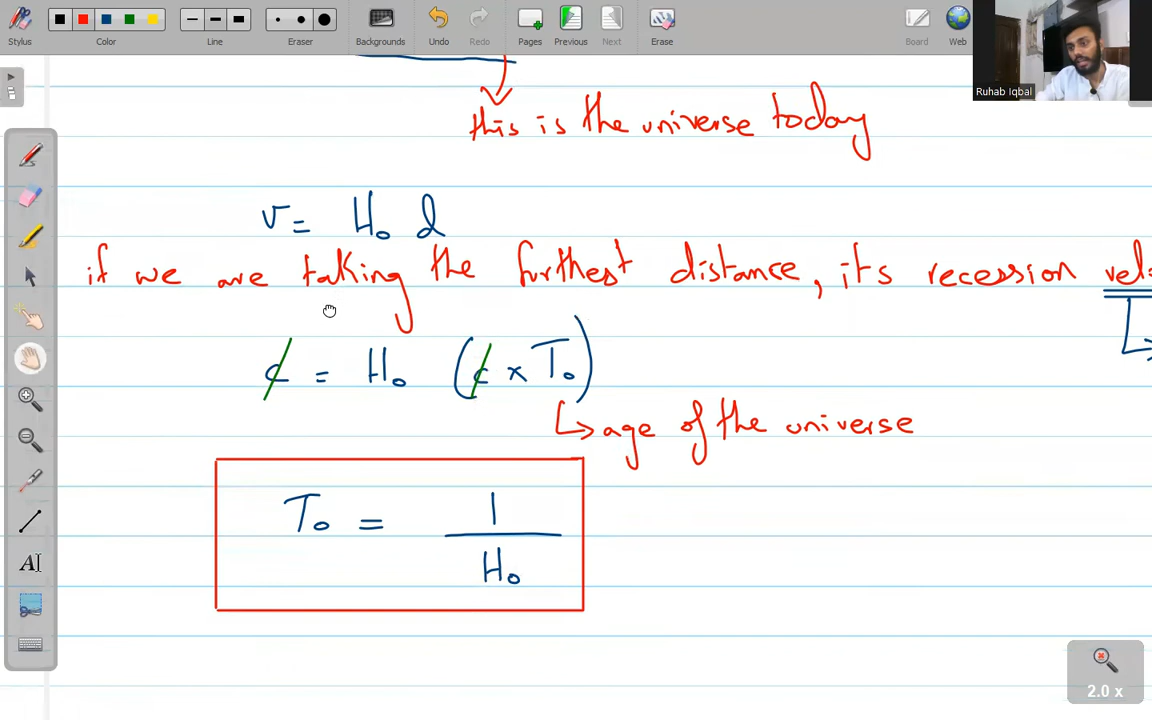 Stylus Color Line Eraser Backgrounds Undo Redo Pages Previous Next Erase Board Web
Ruhab Iqbal
this is the universe today
v = H₀ d
if we are taking the furthest distance, its recession
c = H₀ (c × T₀)
↳ age of the universe
T₀ = 1 / H₀
AI
2.0 x